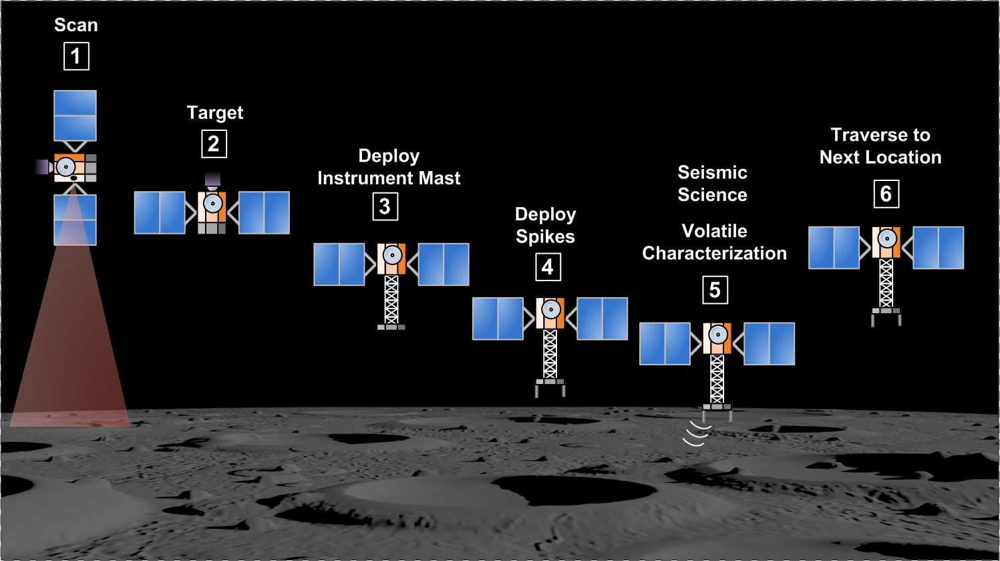 Scan
1
Target
2
Deploy
Instrument Mast
3
Deploy
Spikes
4
Seismic
Science
Volatile
Characterization
5
Traverse to
Next Location
6